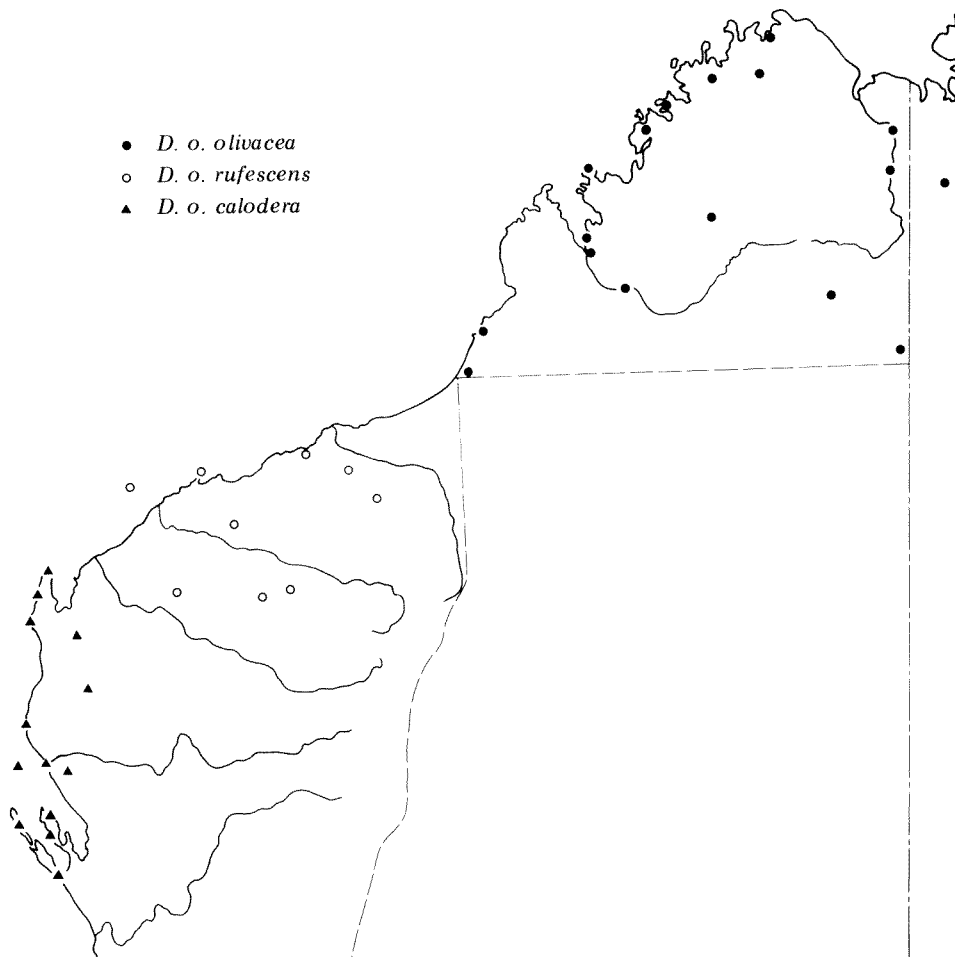 ● D. o. olivacea
○ D. o. rufescens
▲ D. o. calodera